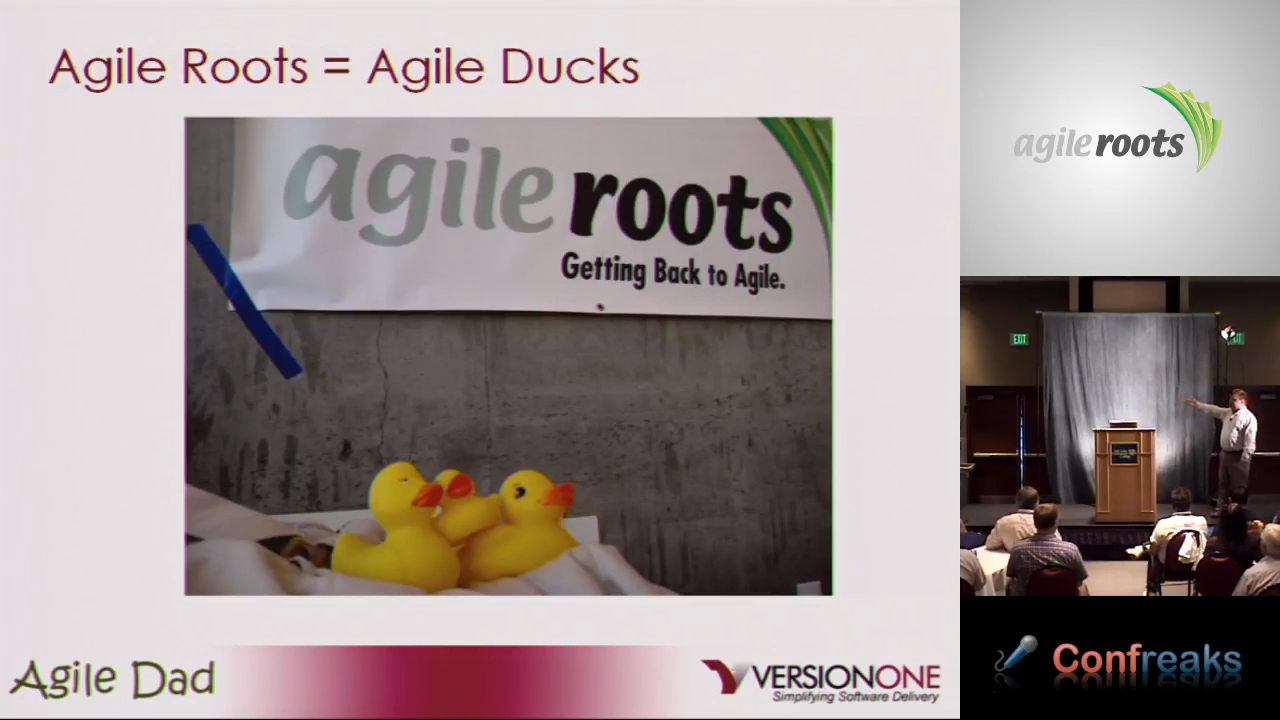 Agile Roots = Agile Ducks
agile roots
Getting Back to Agile.
Agile Dad
VERSIONONE
Simplifying Software Delivery
agile roots
EXIT
EXIT
Confreaks